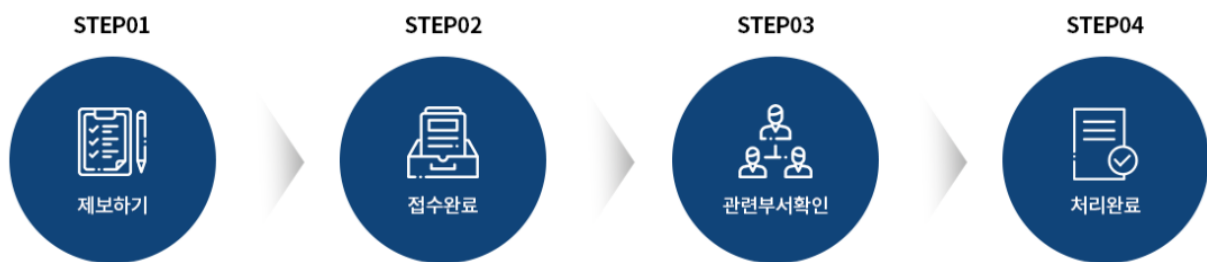 STEP01
STEP02
STEP03
STEP04
제보하기
접수완료
관련부서확인
처리완료